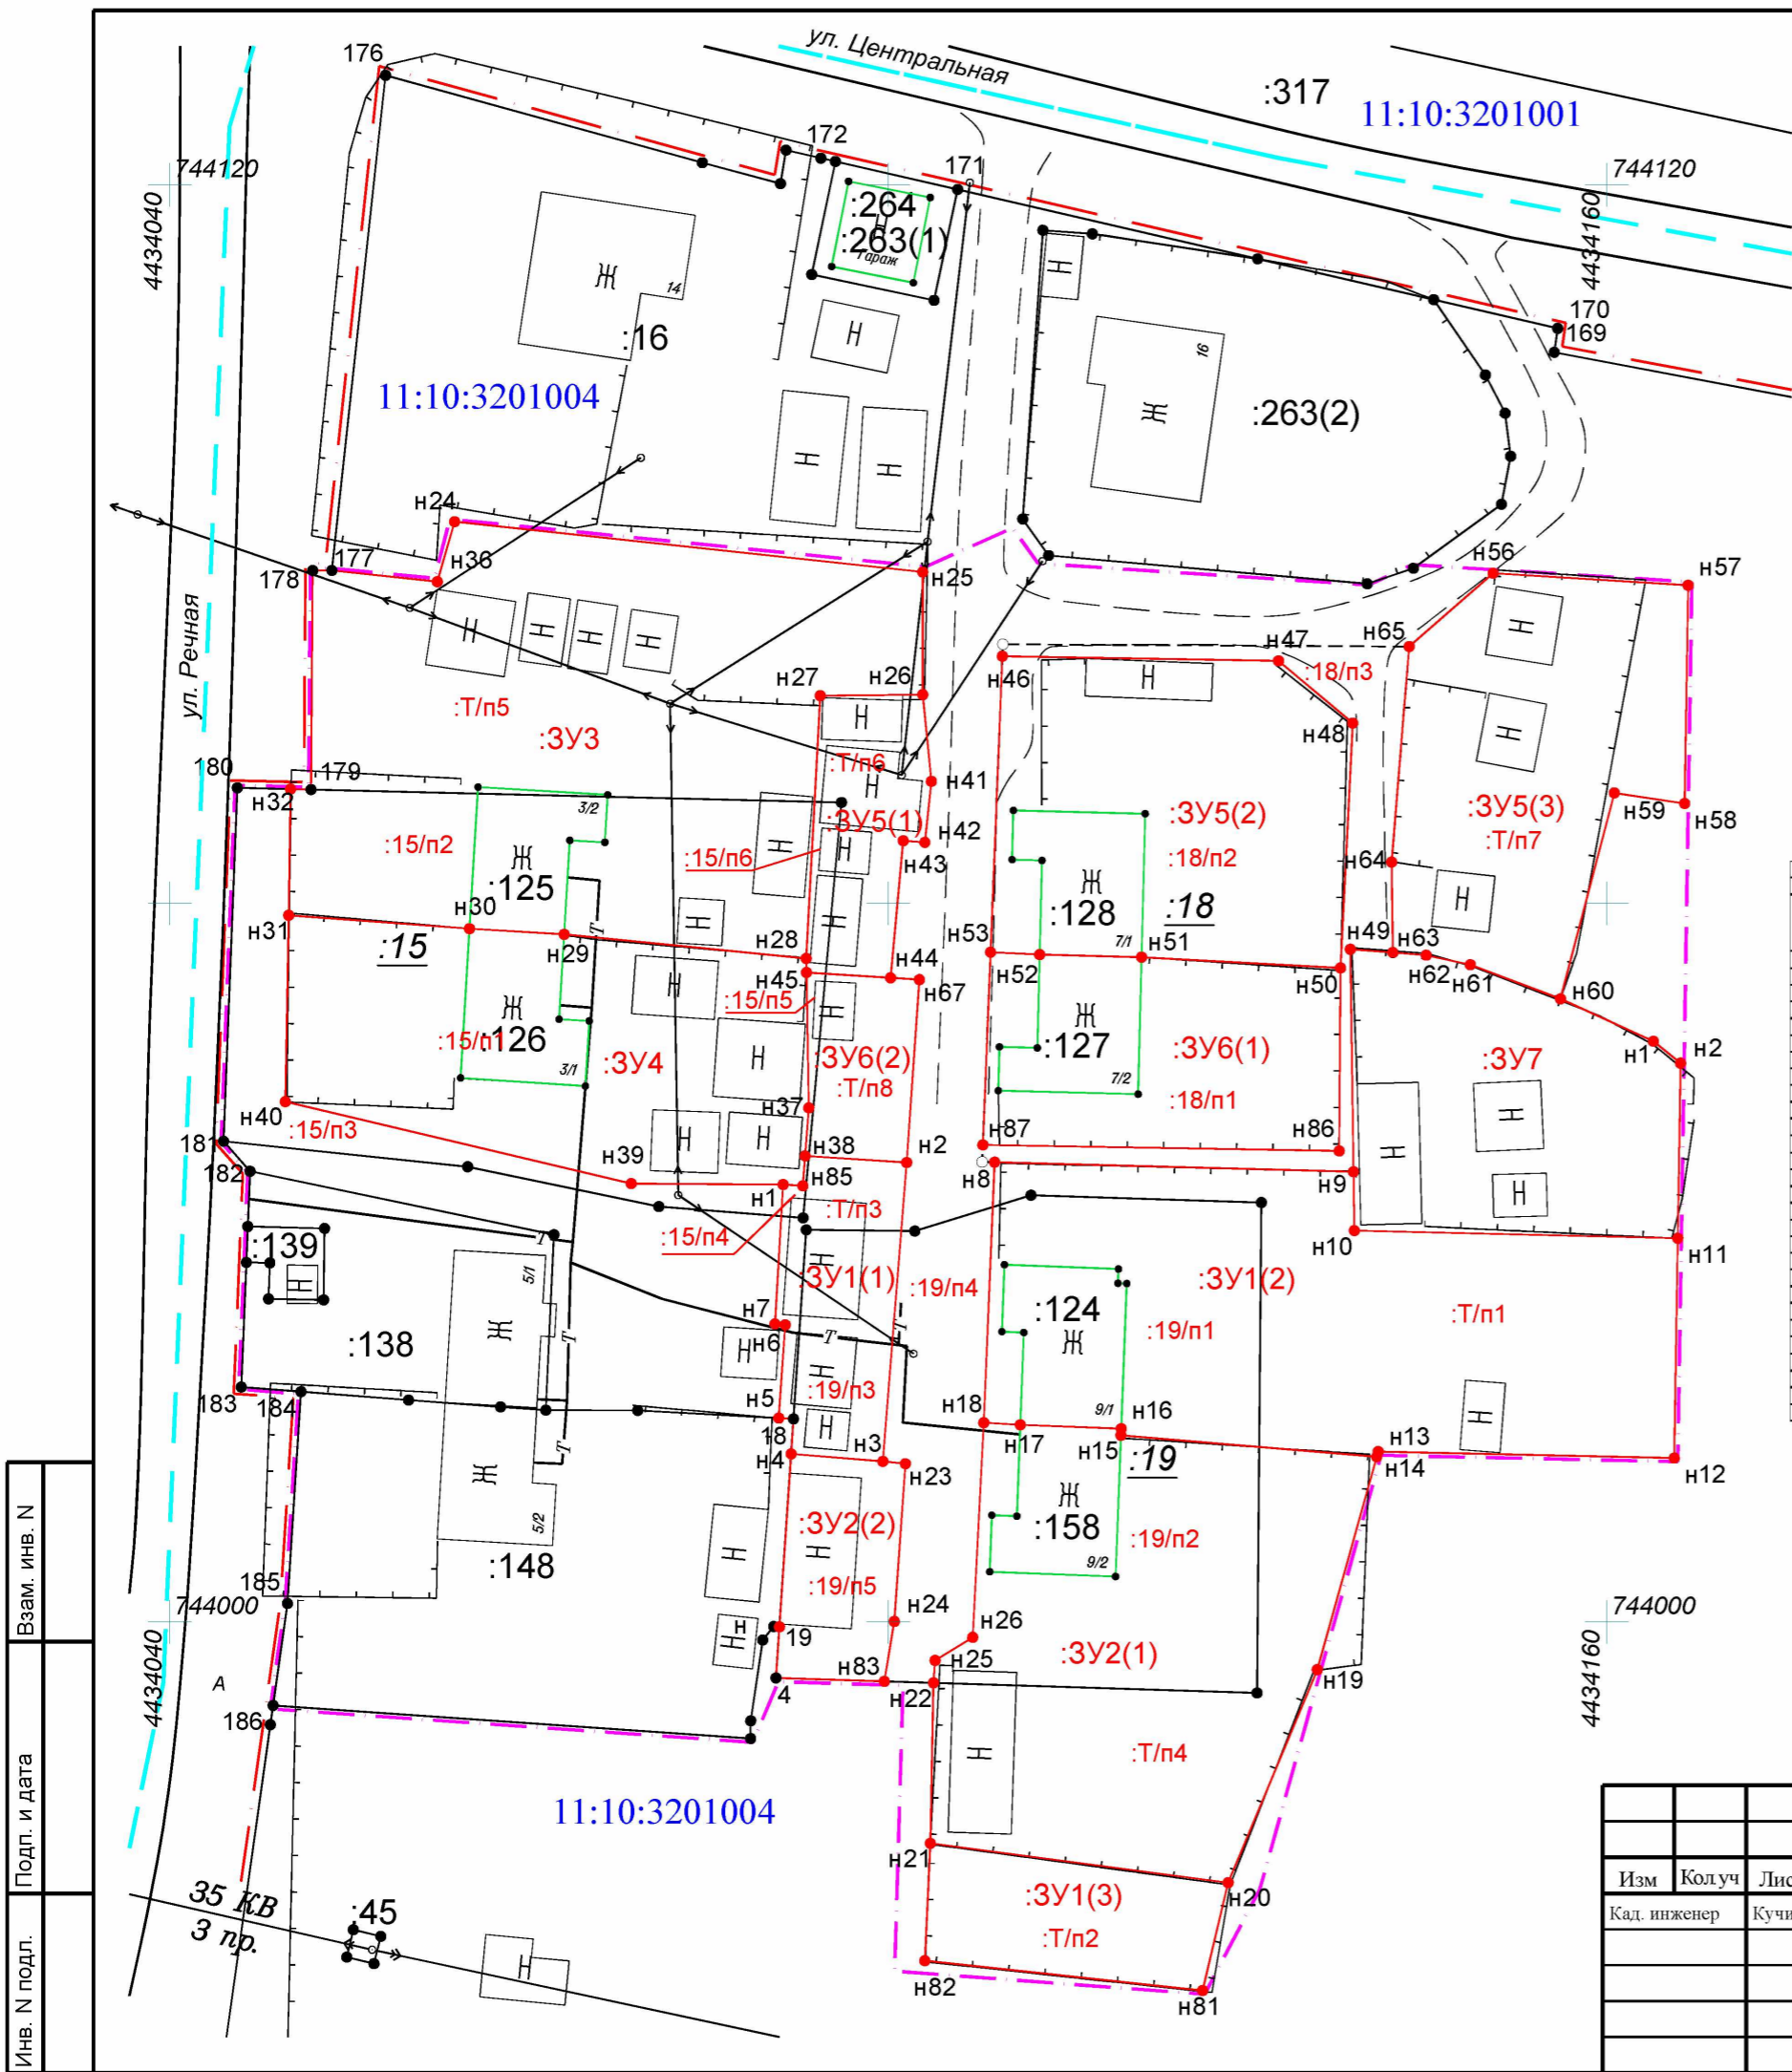 ул. Центральная
:317
11:10:3201001
176
172
171
744120
744120
4434040
4434160
:264
Н
:263(1)
Гараж
Ж
14
:16
Н
Н
16
Ж
:263(2)
170
169
11:10:3201004
Н
Н
н24
н36
177
178
н25
н56
н57
ул. Речная
Н
Н
Н
Н
Н
н65
н47
:18/п3
н27
н26
н46
Н
:Т/п5
:ЗУ3
Н
н48
Н
180
179
:Т/п6
Н
н41
н32
3/2
:ЗУ5(1)
:ЗУ5(2)
:ЗУ5(3)
н59
н58
:Т/п7
:15/п2
Ж
:15/п6
Н
Н
н42
н43
:18/п2
н64
:125
Ж
:128
:18
Н
н31
н30
Н
Н
7/1
:15
н29
Т
н28
н53
н51
н49
н63
н45
н44
н52
н62
н61
н50
Н
:15/п5
Н
н67
н60
Ж
Ж
:15/п1
:126
:ЗУ4
Н
:ЗУ6(2)
:127
:ЗУ6(1)
:ЗУ7
н1
н2
3/1
:Т/п8
7/2
н40
:15/п3
н37
:18/п1
Н
Н
Н
Н
181
н38
н2
н87
н86
182
н39
н85
н8
н9
н1
:Т/п3
Н
:15/п4
:139
Т
Н
5/1
Н
:ЗУ1(1)
:19/п4
:ЗУ1(2)
н10
н11
:124
:Т/п1
:138
Ж
Т
н7
н6
Т
Т
Ж
:19/п1
Н
Н
183
184
н5
:19/п3
Н
18
н18
9/1
н16
Н
н4
н3
н17
н15
н13
н14
Т
н23
:19
н12
Ж
Ж
5/2
:ЗУ2(2)
:158
:148
Н
Н
:19/п2
9/2
185
:19/п5
744000
744000
н24
Н
н
19
н26
4434040
4434160
А
н83
н25
:ЗУ2(1)
4
н22
н19
186
Н
:Т/п4
11:10:3201004
н21
:ЗУ1(3)
н20
35 КВ
3 пр.
:45
:Т/п2
Н
н82
н81
Взам. инв. N
Подп. и дата
Инв. N подл.
Изм
Кол.уч
Лис
Кад. инженер
Кучи